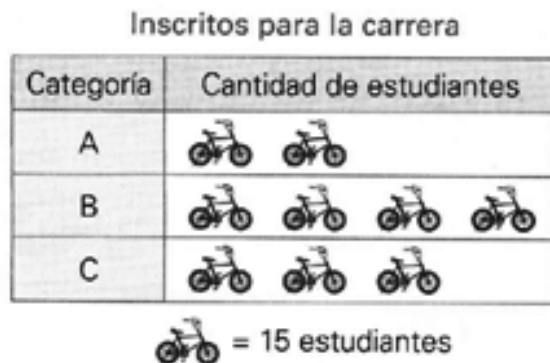 Inscritos para la carrera
Categoría Cantidad de estudiantes
A
B
C
= 15 estudiantes